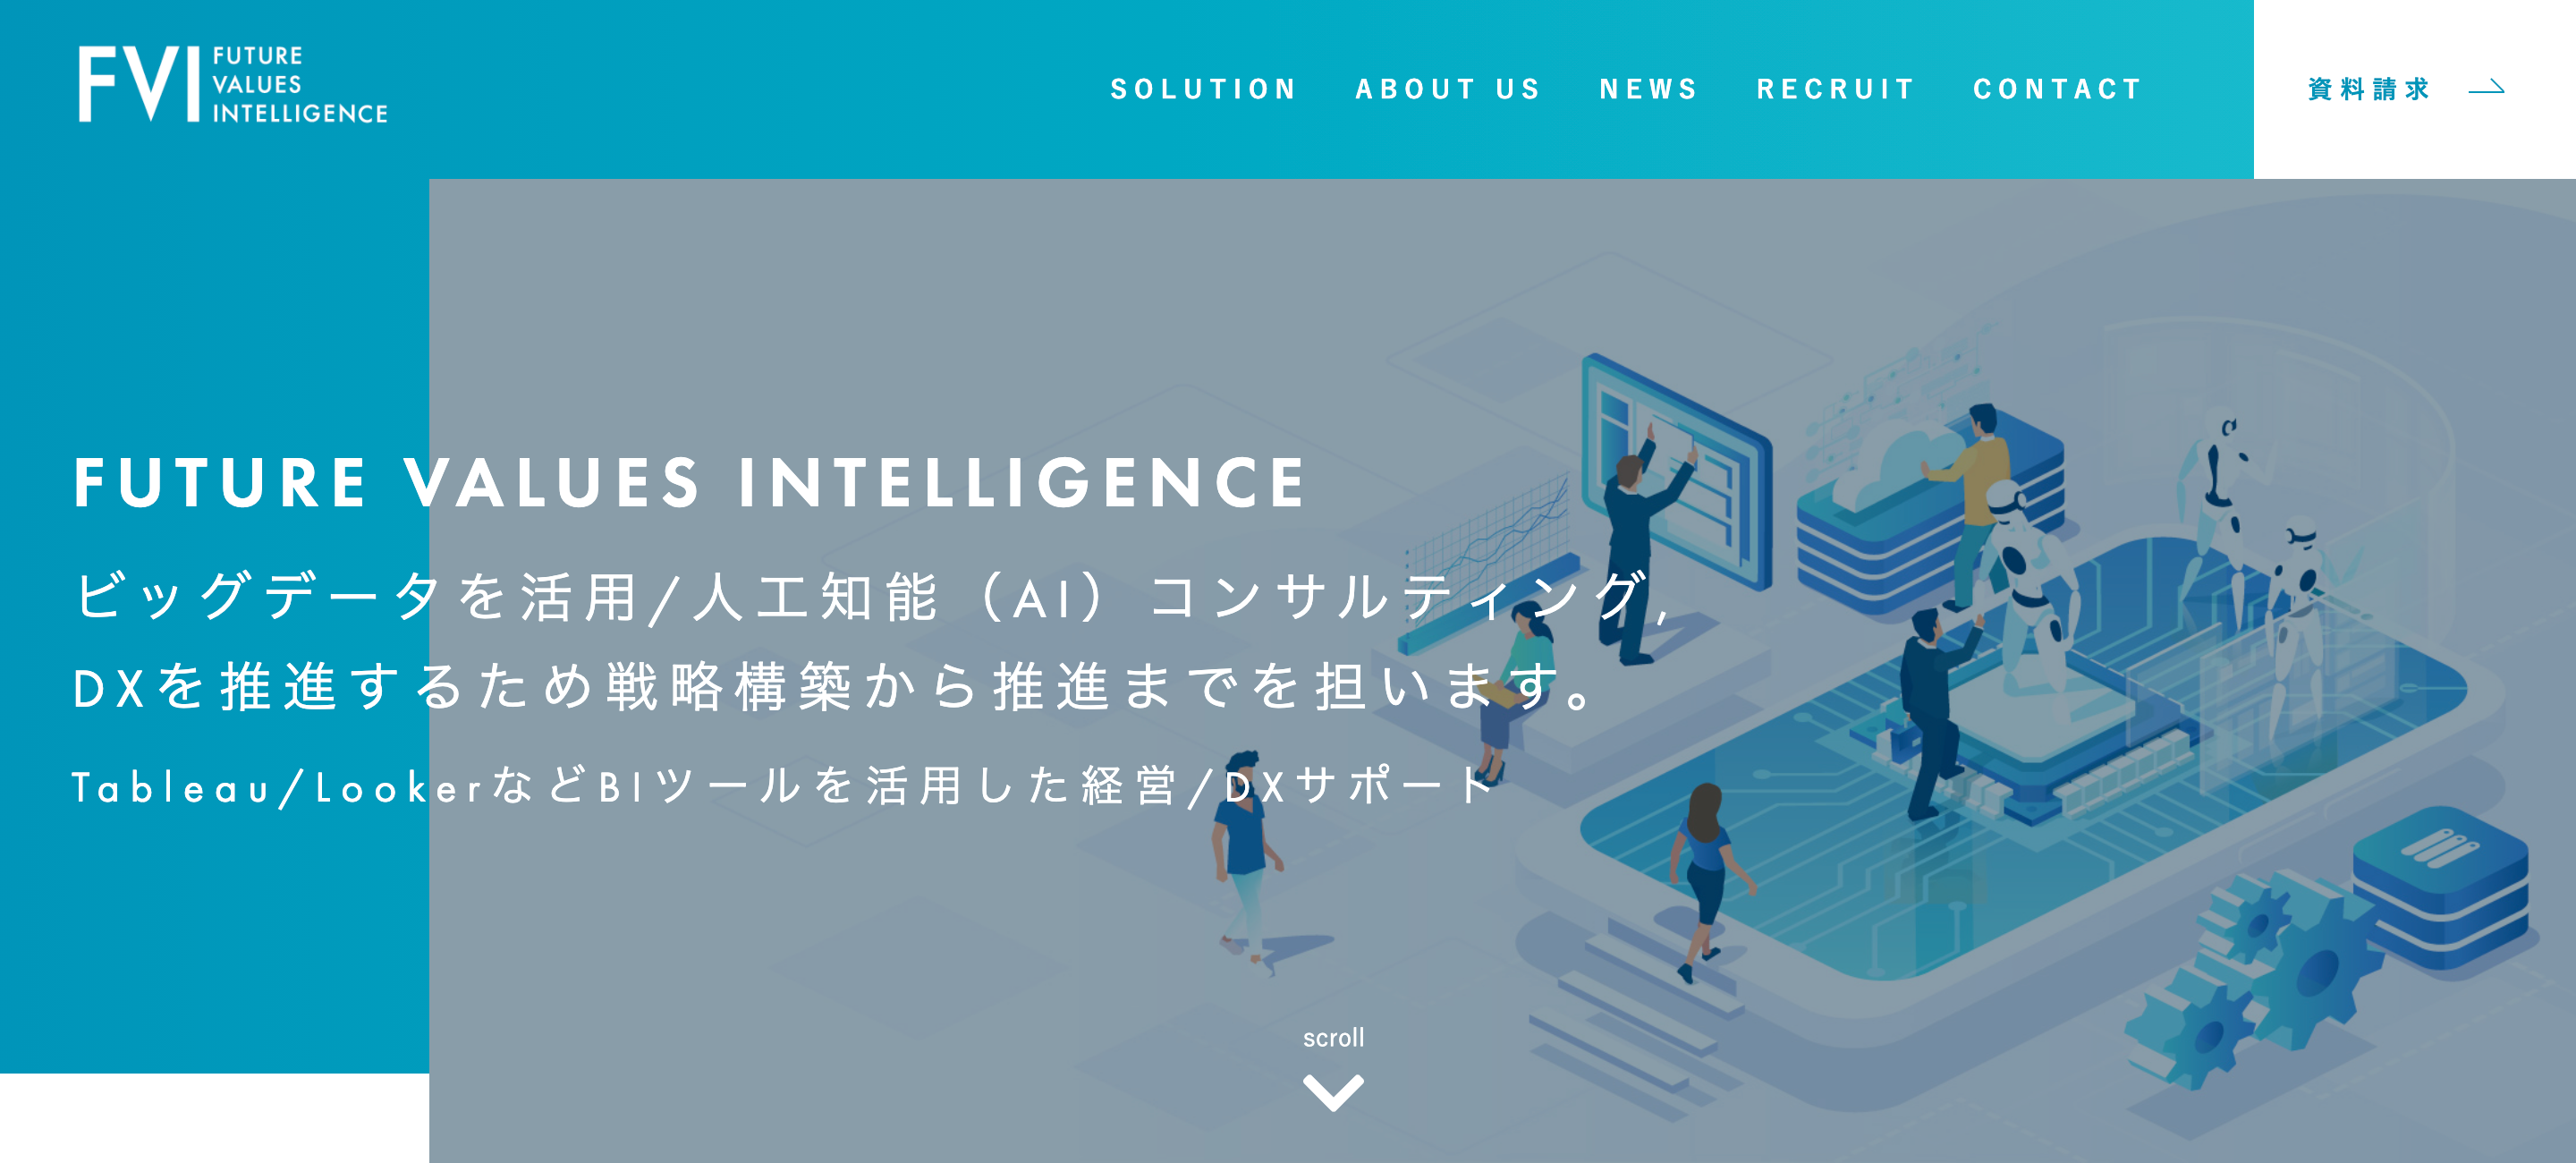 FVI FUTURE
VALUES
INTELLIGENCE
SOLUTION ABOUT US NEWS RECRUIT CONTACT 資料請求
FUTURE VALUES INTELLIGENCE
ビッグデータを活用/人工知能（AI）コンサルティング,
DXを推進するため戦略構築から推進までを担います。
Tableau/LookerなどBIツールを活用した経営/DXサポート
scroll